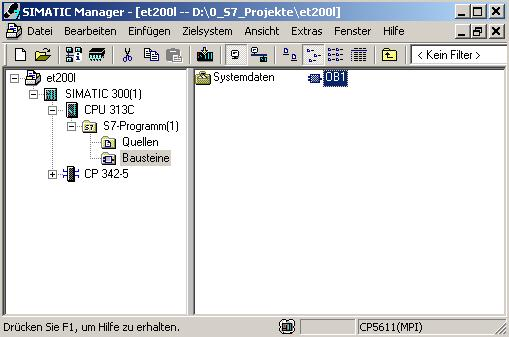 SIMATIC Manager - [et200l -- D:\0_S7_Projekte\et200l]
Datei Bearbeiten Einfügen Zielsystem Ansicht Extras Fenster Hilfe
< Kein Filter >
et200l
SIMATIC 300(1)
CPU 313C
S7-Programm(1)
Quellen
Bausteine
CP 342-5
Systemdaten OB1
Drücken Sie F1, um Hilfe zu erhalten. CP5611(MPI)